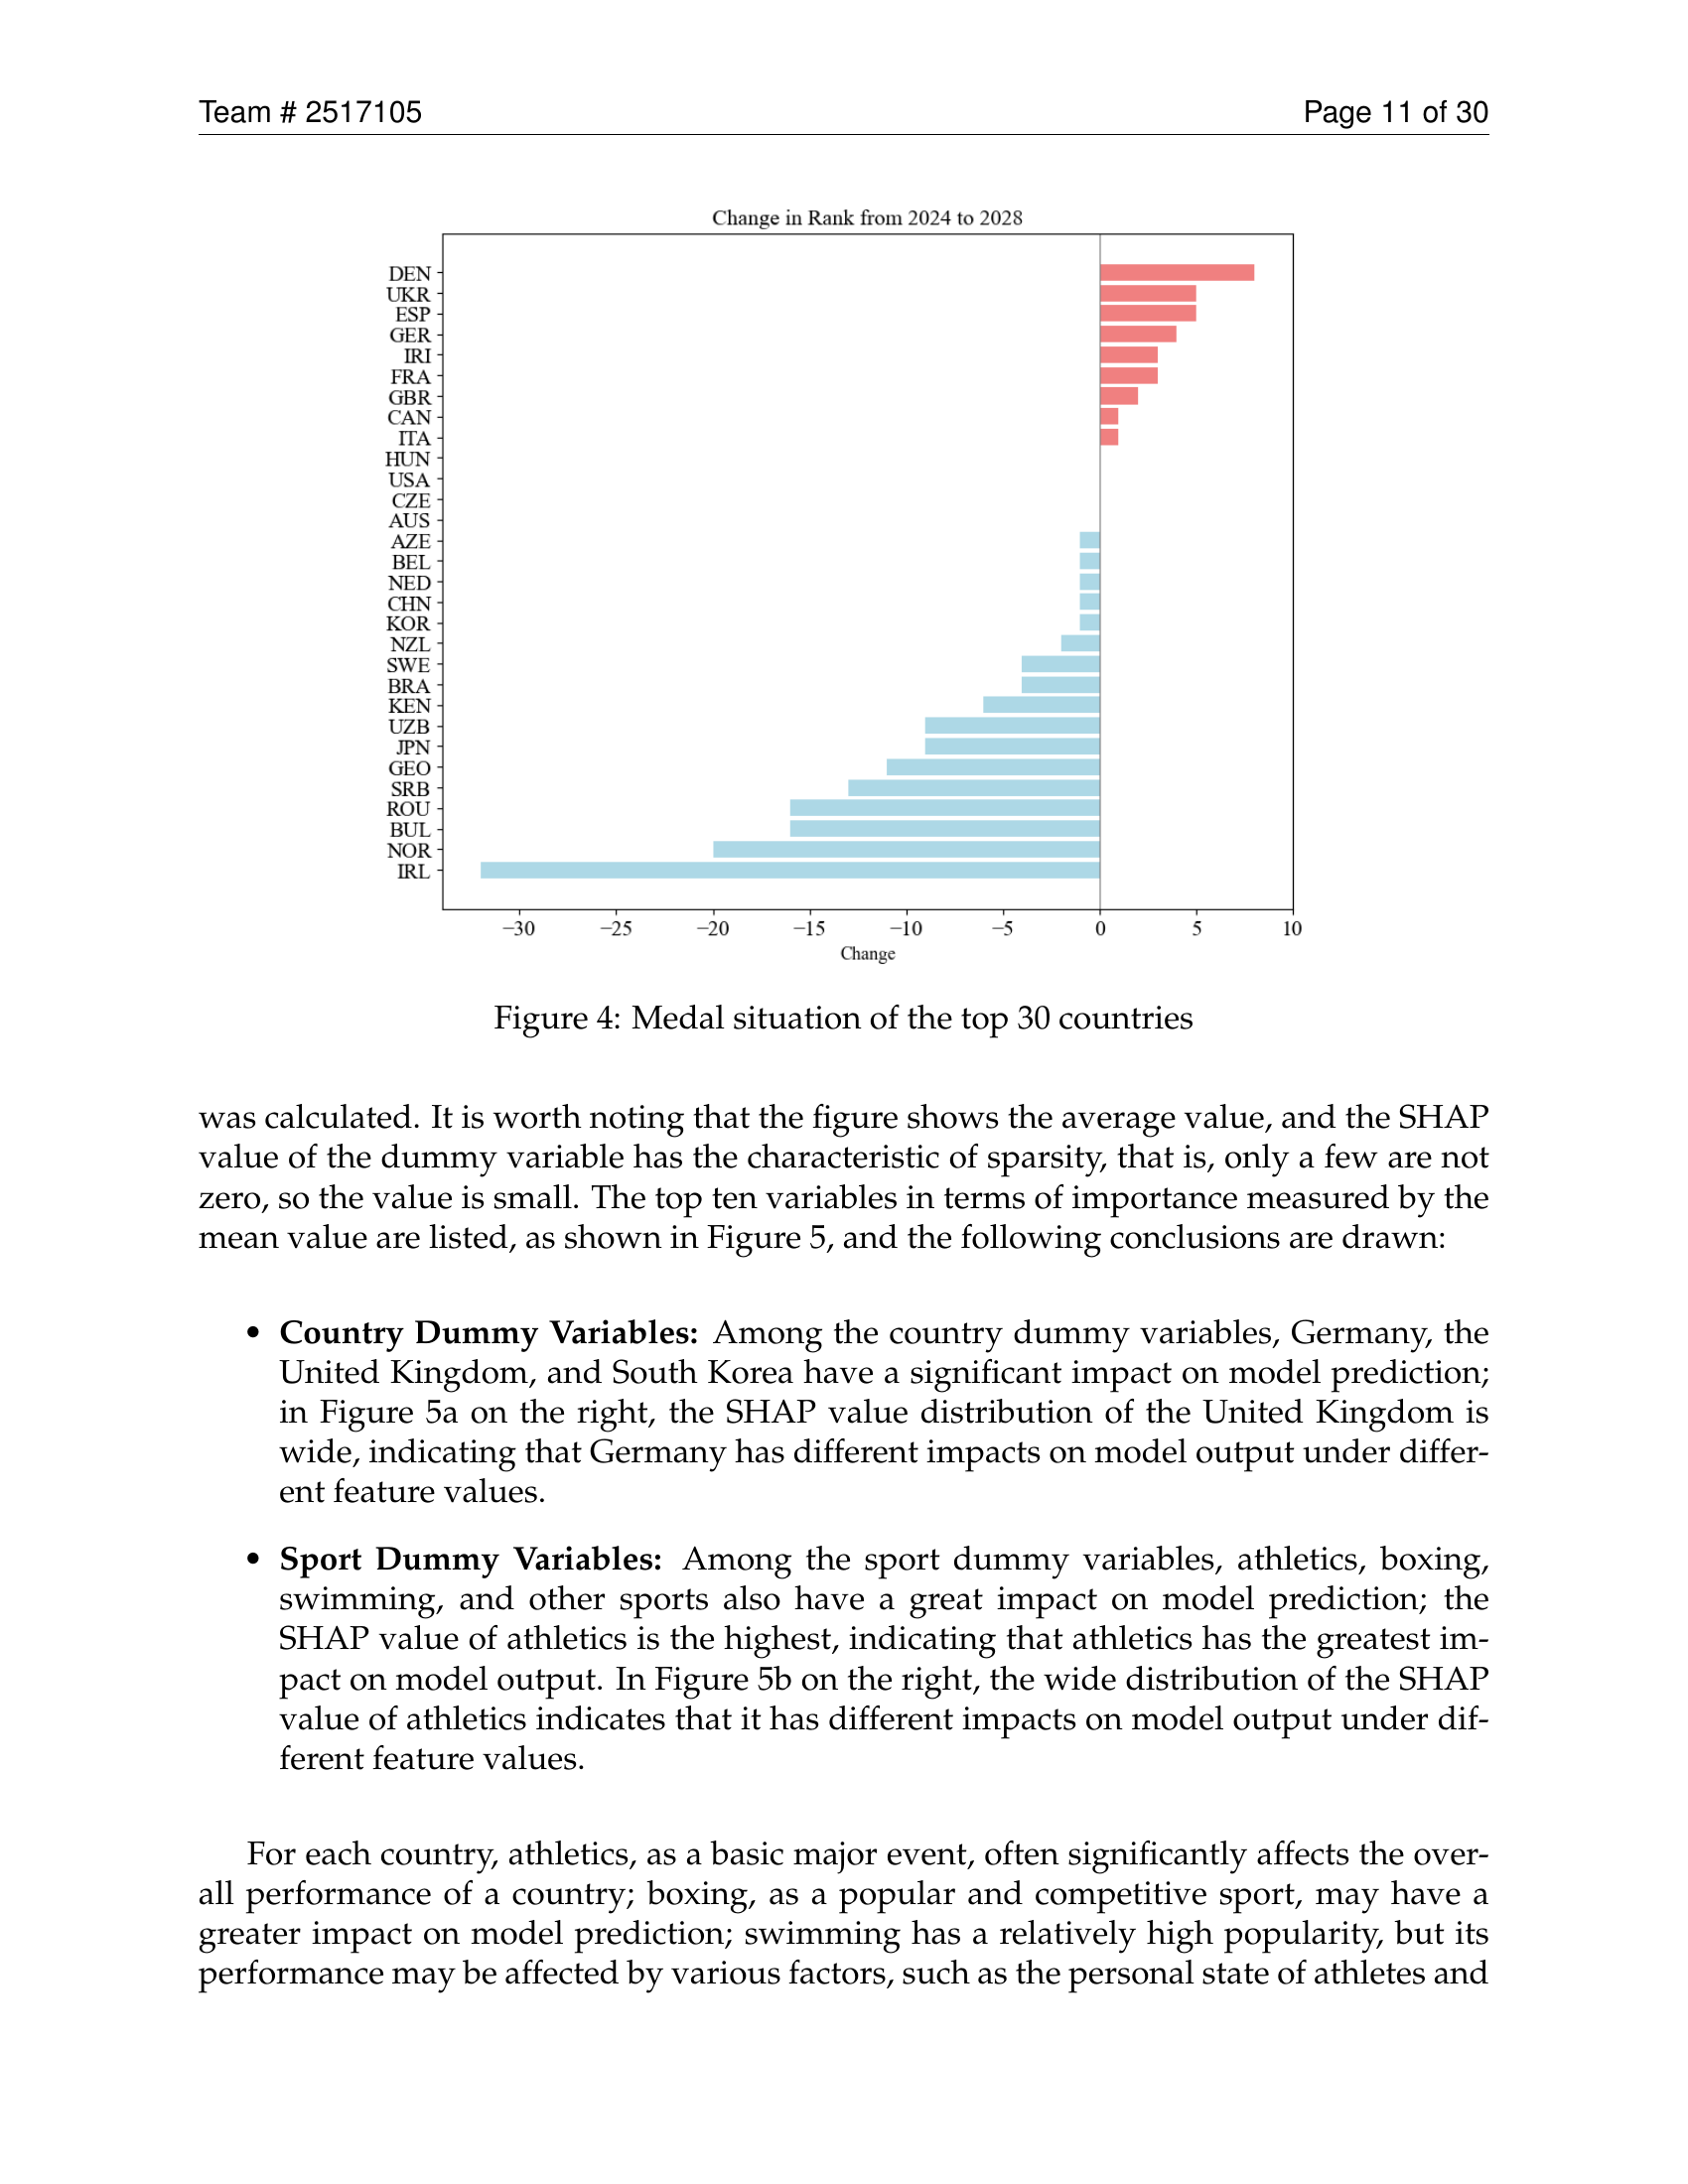 Team # 2517105 Page 11 of 30
Change in Rank from 2024 to 2028
DEN
UKR
ESP
GER
IRI
FRA
GBR
CAN
ITA
HUN
USA
CZE
AUS
AZE
BEL
NED
CHN
KOR
NZL
SWE
BRA
KEN
UZB
JPN
GEO
SRB
ROU
BUL
NOR
IRL
−30 −25 −20 −15 −10 −5 0 5 10
Change
Figure 4: Medal situation of the top 30 countries
was calculated. It is worth noting that the figure shows the average value, and the SHAP
value of the dummy variable has the characteristic of sparsity, that is, only a few are not
zero, so the value is small. The top ten variables in terms of importance measured by the
mean value are listed, as shown in Figure 5, and the following conclusions are drawn:
• Country Dummy Variables: Among the country dummy variables, Germany, the
United Kingdom, and South Korea have a significant impact on model prediction;
in Figure 5a on the right, the SHAP value distribution of the United Kingdom is
wide, indicating that Germany has different impacts on model output under differ-
ent feature values.
• Sport Dummy Variables: Among the sport dummy variables, athletics, boxing,
swimming, and other sports also have a great impact on model prediction; the
SHAP value of athletics is the highest, indicating that athletics has the greatest im-
pact on model output. In Figure 5b on the right, the wide distribution of the SHAP
value of athletics indicates that it has different impacts on model output under dif-
ferent feature values.
For each country, athletics, as a basic major event, often significantly affects the over-
all performance of a country; boxing, as a popular and competitive sport, may have a
greater impact on model prediction; swimming has a relatively high popularity, but its
performance may be affected by various factors, such as the personal state of athletes and